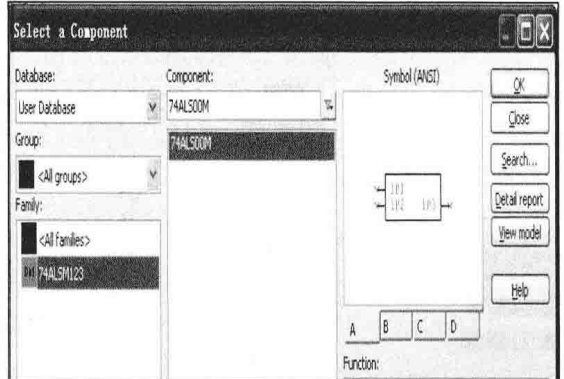 Select a Component
Database:
User Database
Group:
<All groups>
Family:
<All families>
74ALSM123
Component:
74ALS00M
74ALS00M
Symbol (ANSI)
A B C D
Function:
OK
Close
Search...
Detail report
View model
Help